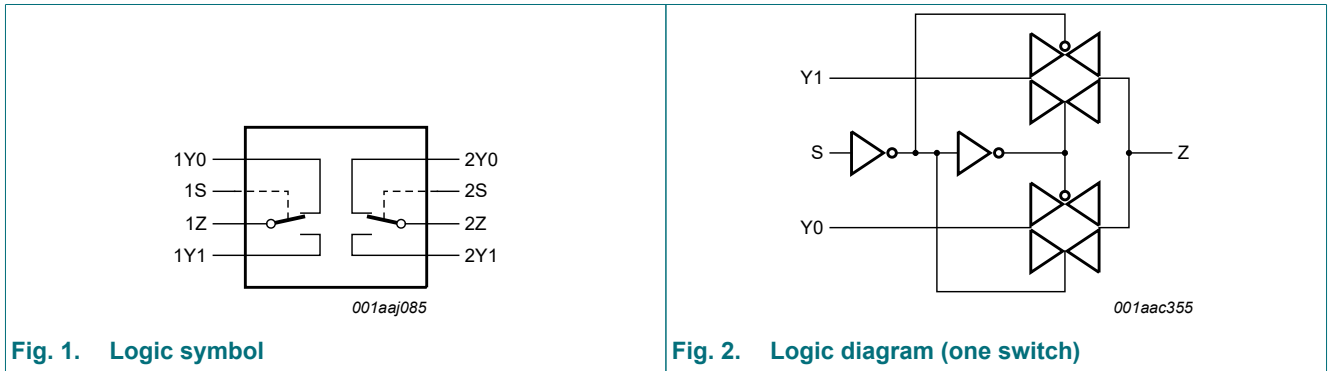 1Y0
1S
1Z
1Y1
2Y0
2S
2Z
2Y1
001aaj085
Fig. 1. Logic symbol
Y1
S
Z
Y0
001aac355
Fig. 2. Logic diagram (one switch)